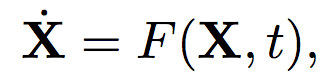 Ẋ = F(X, t),